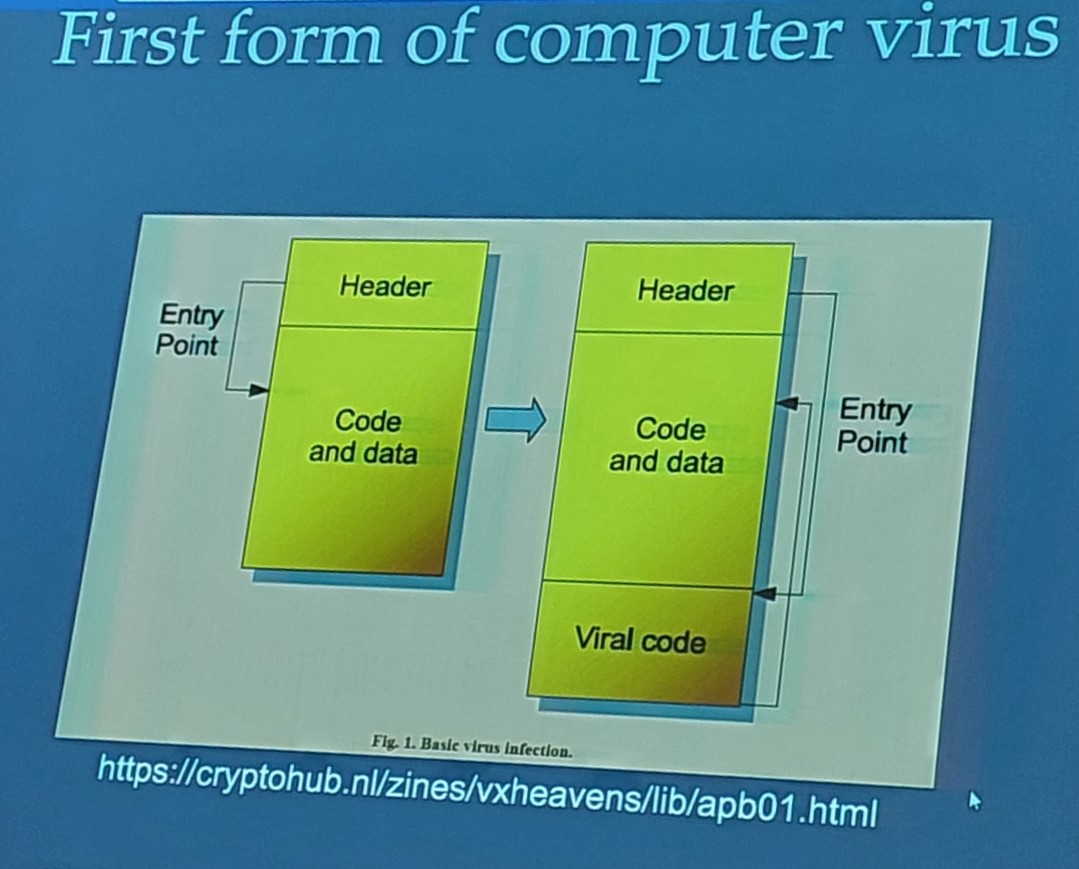 First form of computer virus
Header
Entry
Point
Code
and data
Header
Code
and data
Entry
Point
Viral code
Fig. 1. Basic virus infection.
https://cryptohub.nl/zines/vxheavens/lib/apb01.html